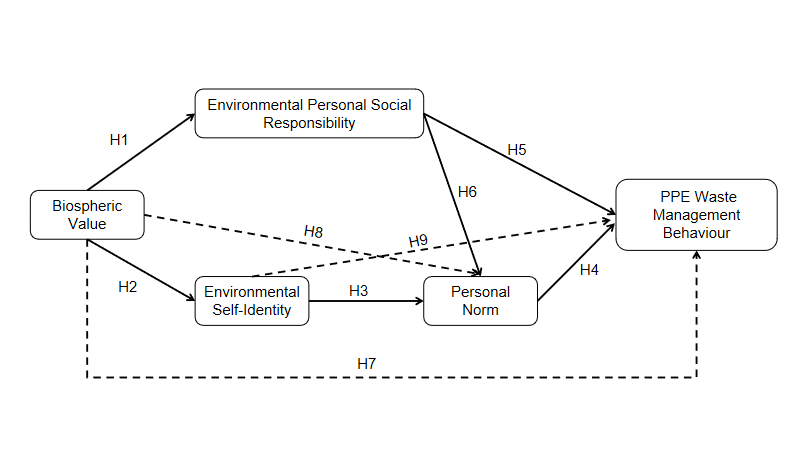 Environmental Personal Social
Responsibility
H1
H5
H6
Biospheric
Value
PPE Waste
Management
Behaviour
H8
H9
H2
Environmental
Self-Identity
H3
Personal
Norm
H4
H7